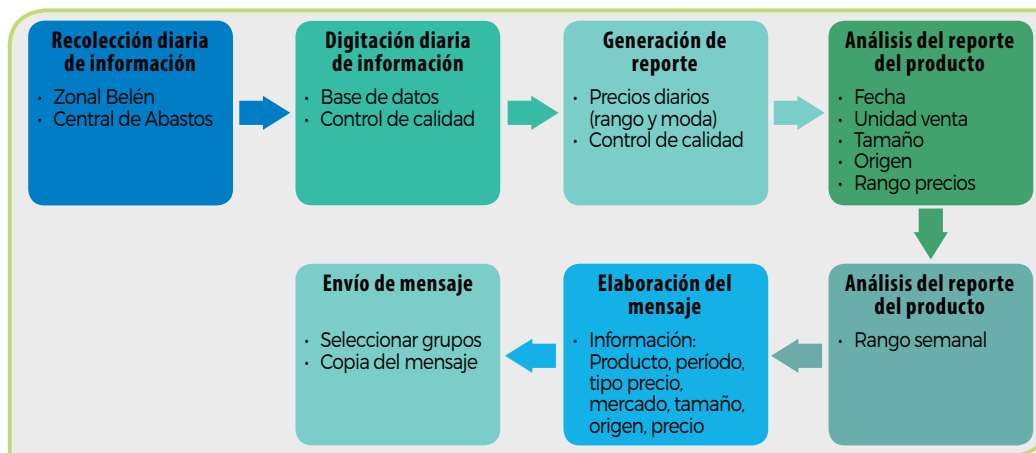 Recolección diaria
de información
· Zonal Belén
· Central de Abastos
Digitación diaria
de información
· Base de datos
· Control de calidad
Generación de
reporte
· Precios diarios
(rango y moda)
· Control de calidad
Análisis del reporte
del producto
· Fecha
· Unidad venta
· Tamaño
· Origen
· Rango precios
Análisis del reporte
del producto
· Rango semanal
Elaboración del
mensaje
· Información:
Producto, período,
tipo precio,
mercado, tamaño,
origen, precio
Envío de mensaje
· Seleccionar grupos
· Copia del mensaje